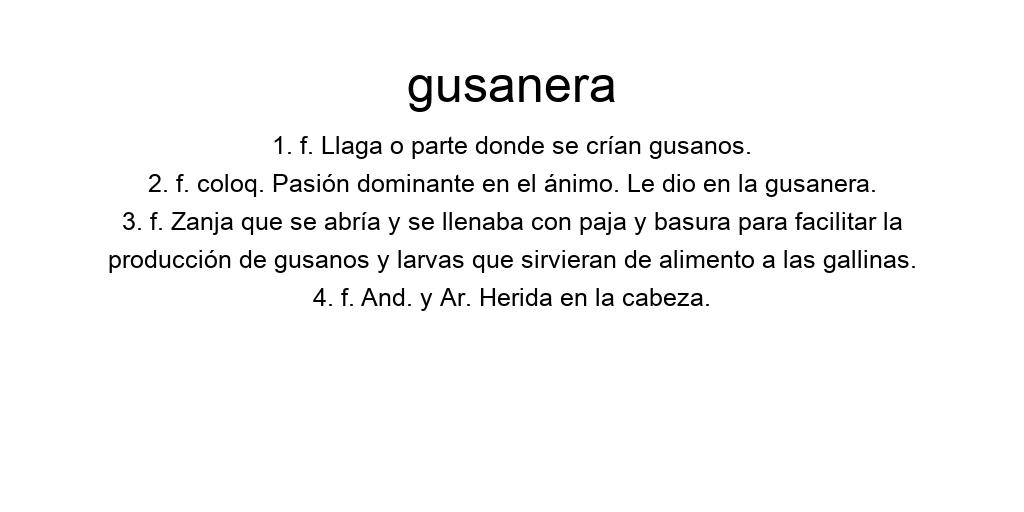 gusanera
1. f. Llaga o parte donde se crían gusanos.
2. f. coloq. Pasión dominante en el ánimo. Le dio en la gusanera.
3. f. Zanja que se abría y se llenaba con paja y basura para facilitar la
producción de gusanos y larvas que sirvieran de alimento a las gallinas.
4. f. And. y Ar. Herida en la cabeza.